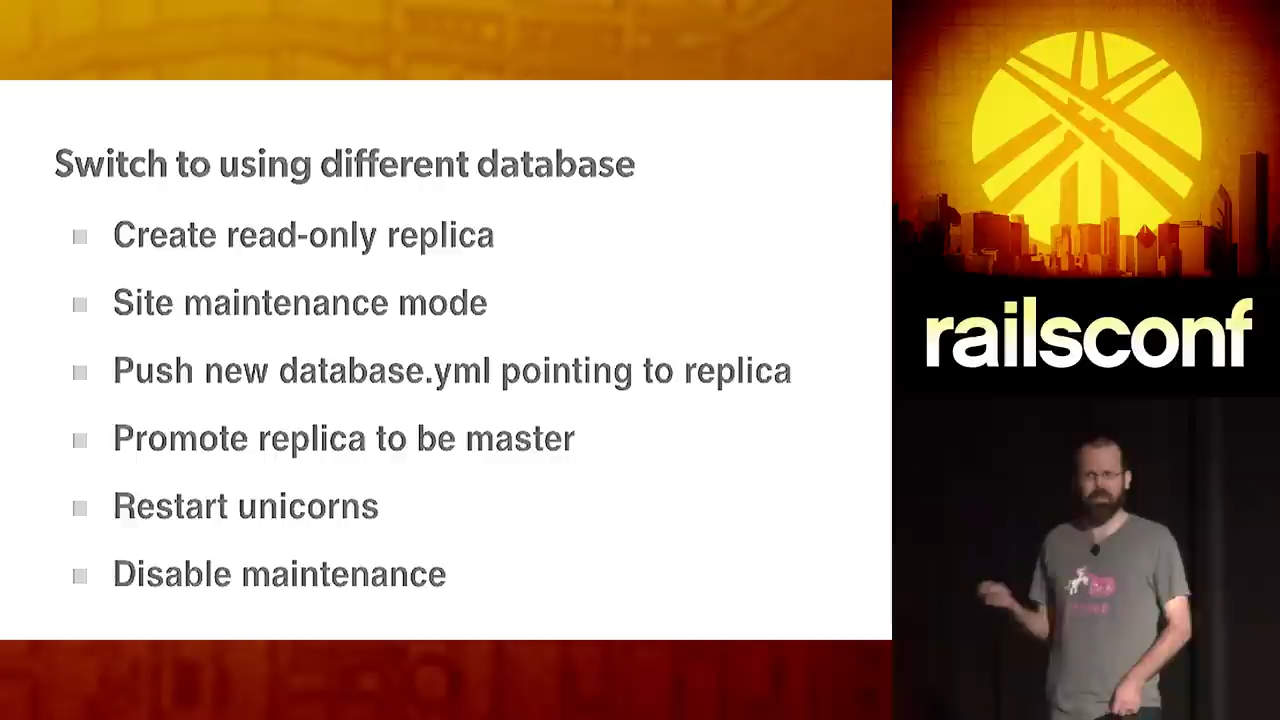 Switch to using different database
Create read-only replica
Site maintenance mode
Push new database.yml pointing to replica
Promote replica to be master
Restart unicorns
Disable maintenance
railsconf